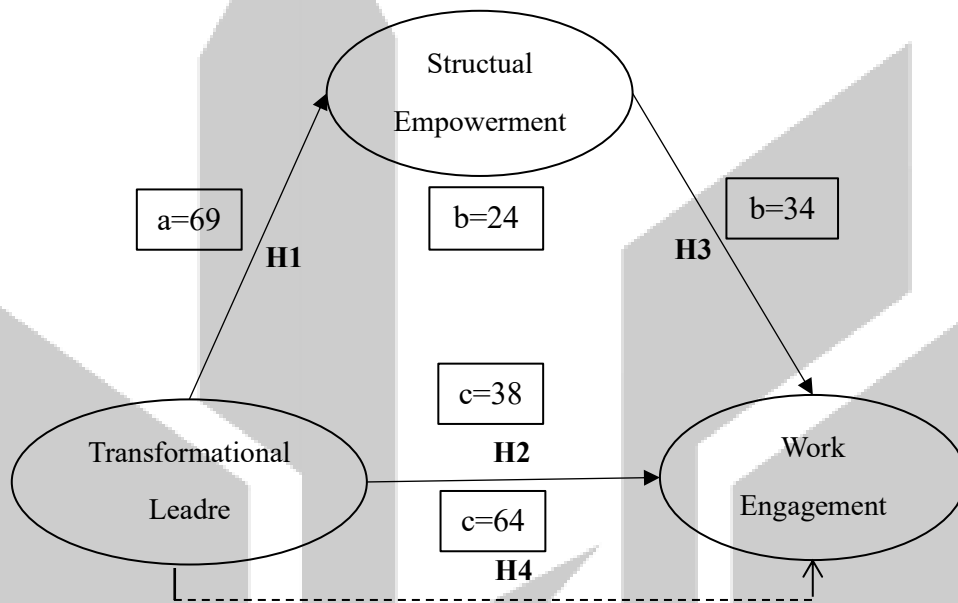 Structual
Empowerment
a=69
b=24
b=34
H1
H3
c=38
H2
Transformational
Leadre
Work
Engagement
c=64
H4